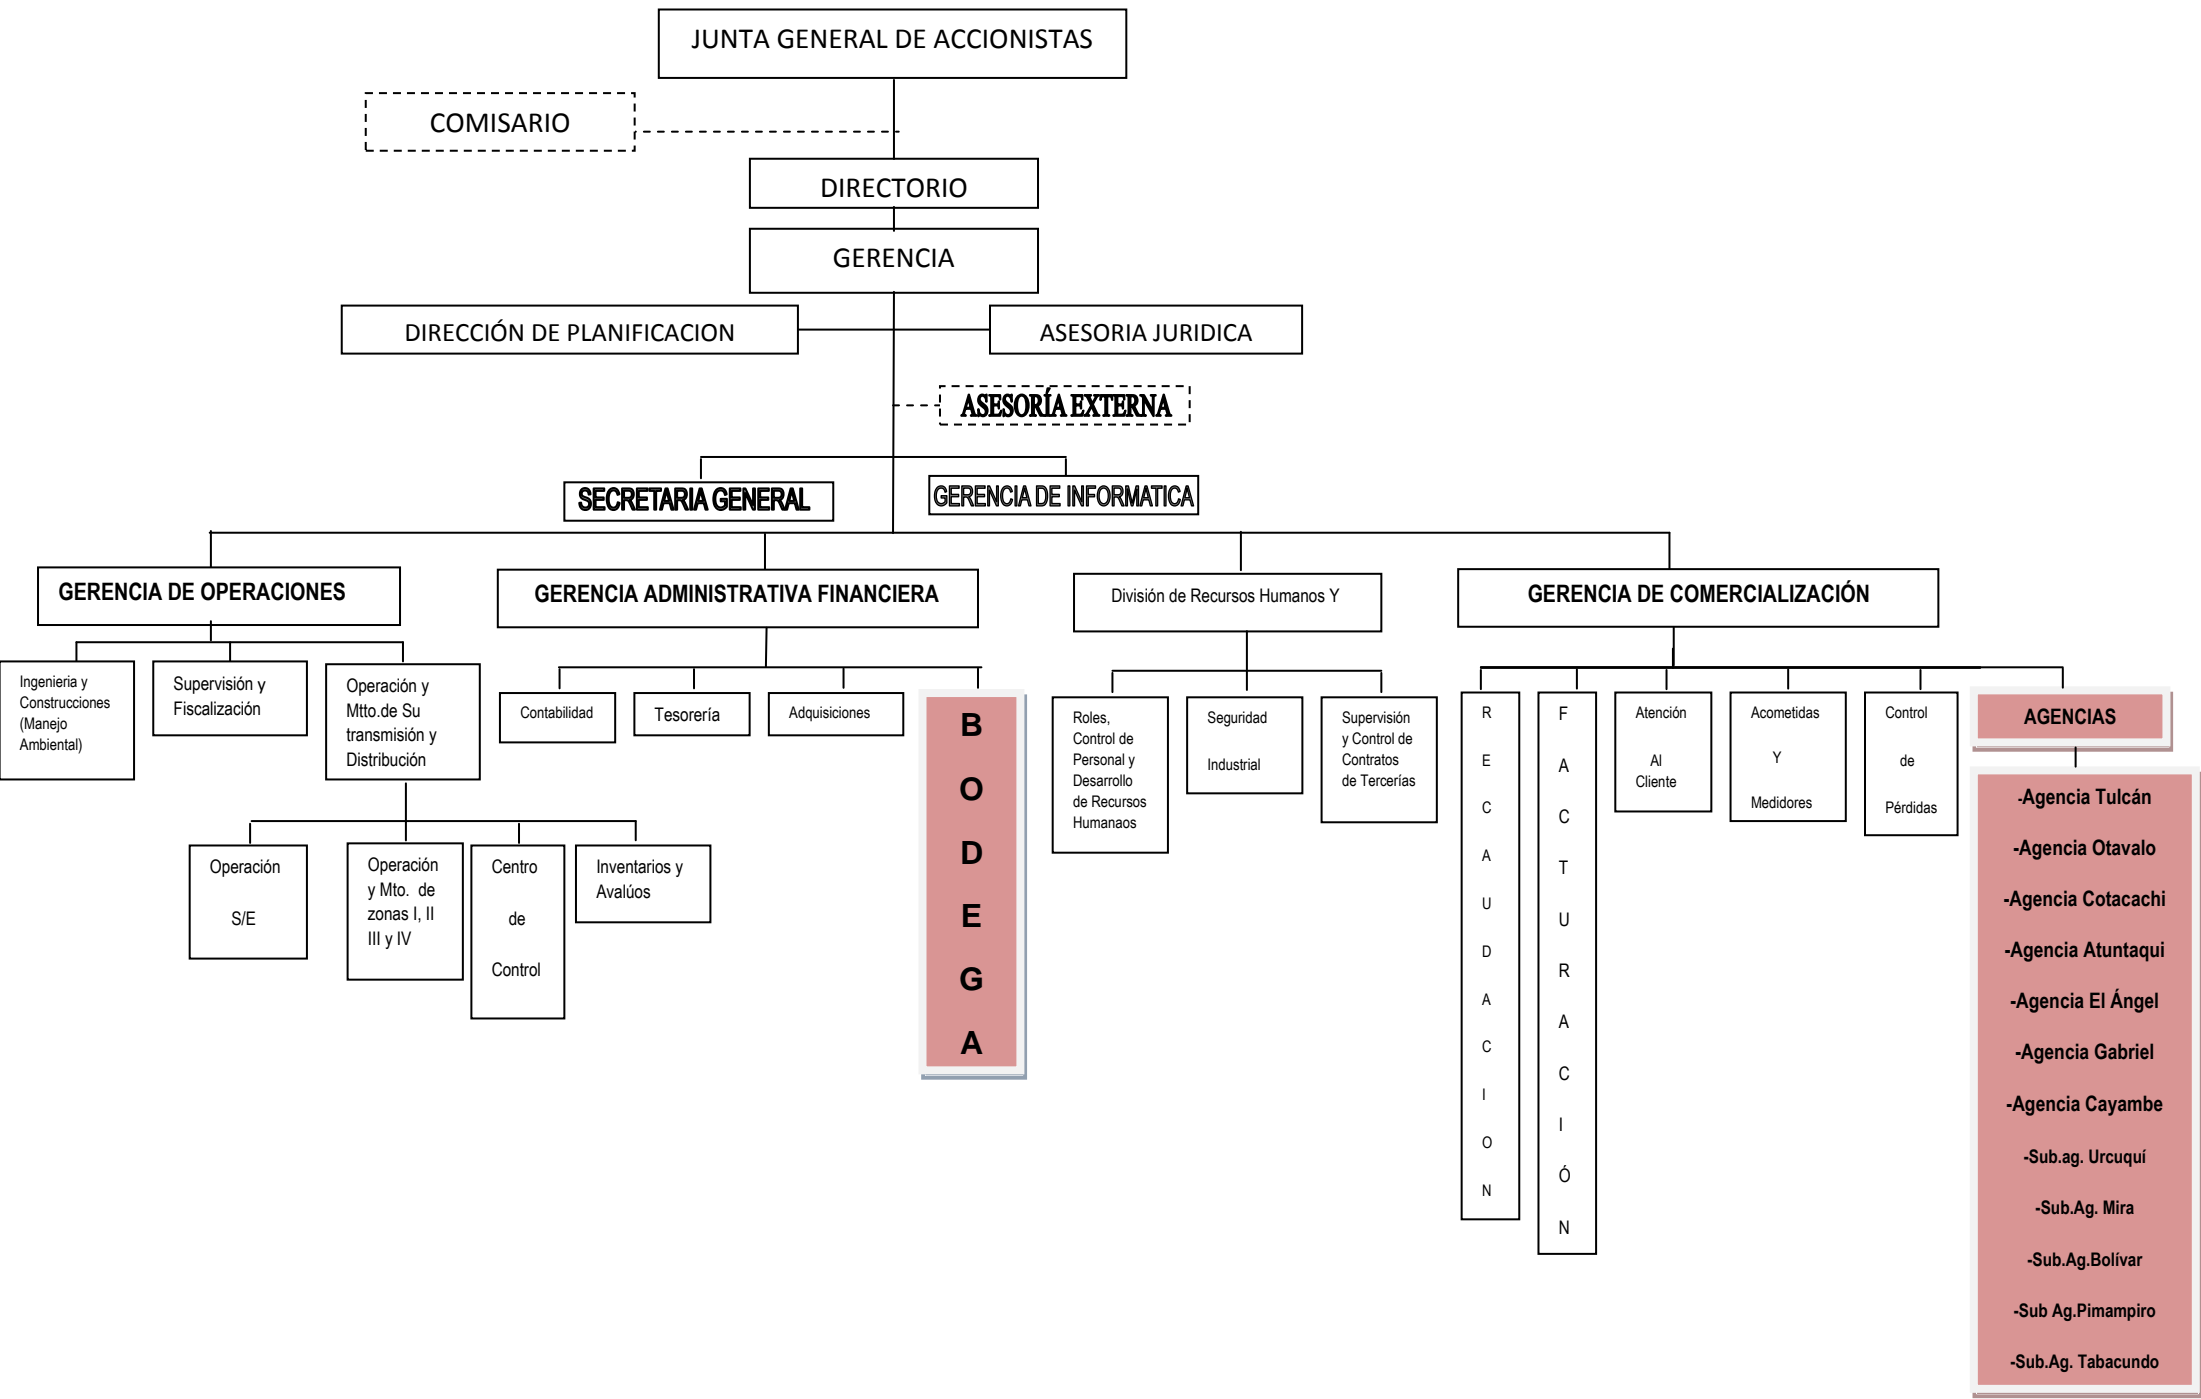 JUNTA GENERAL DE ACCIONISTAS
COMISARIO
DIRECTORIO
GERENCIA
DIRECCIÓN DE PLANIFICACION
ASESORIA JURIDICA
ASESORÍA EXTERNA
SECRETARIA GENERAL
GERENCIA DE INFORMATICA
GERENCIA DE OPERACIONES
GERENCIA ADMINISTRATIVA FINANCIERA
División de Recursos Humanos Y
GERENCIA DE COMERCIALIZACIÓN
Ingenieria y
Construcciones
(Manejo
Ambiental)
Supervisión y
Fiscalización
Operación y
Mtto.de Su
transmisión y
Distribución
Contabilidad
Tesorería
Adquisiciones
B
O
D
E
G
A
Roles,
Control de
Personal y
Desarrollo
de Recursos
Humanaos
Seguridad
Industrial
Supervisión
y Control de
Contratos
de Tercerías
R
E
C
A
U
D
A
C
I
O
N
F
A
C
T
U
R
A
C
I
Ó
N
Atención
Al
Cliente
Acometidas
Y
Medidores
Control
de
Pérdidas
AGENCIAS
-Agencia Tulcán
-Agencia Otavalo
-Agencia Cotacachi
-Agencia Atuntaqui
-Agencia El Ángel
-Agencia Gabriel
-Agencia Cayambe
-Sub.ag. Urcuquí
-Sub.Ag. Mira
-Sub.Ag.Bolívar
-Sub Ag.Pimampiro
-Sub.Ag. Tabacundo
Operación
S/E
Operación
y Mto. de
zonas I, II
III y IV
Centro
de
Control
Inventarios y
Avalúos